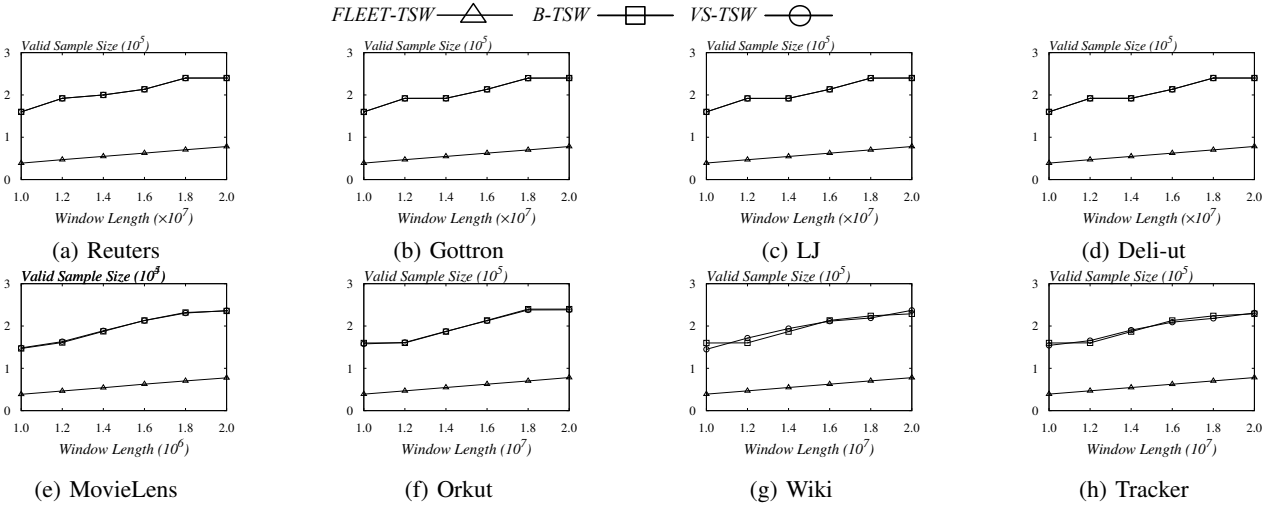 FLEET-TSW B-TSW VS-TSW
Valid Sample Size (10^5) Valid Sample Size (10^5) Valid Sample Size (10^5) Valid Sample Size (10^5)
3 3 3 3
2 2 2 2
1 1 1 1
0 0 0 0
1.0 1.2 1.4 1.6 1.8 2.0 1.0 1.2 1.4 1.6 1.8 2.0 1.0 1.2 1.4 1.6 1.8 2.0 1.0 1.2 1.4 1.6 1.8 2.0
Window Length (×10^7) Window Length (×10^7) Window Length (×10^7) Window Length (×10^7)
(a) Reuters (b) Gottron (c) LJ (d) Deli-ut
Valid Sample Size Valid Sample Size (10^5) Valid Sample Size (10^5) Valid Sample Size (10^5)
3 3 3 3
2 2 2 2
1 1 1 1
0 0 0 0
1.0 1.2 1.4 1.6 1.8 2.0 1.0 1.2 1.4 1.6 1.8 2.0 1.0 1.2 1.4 1.6 1.8 2.0 1.0 1.2 1.4 1.6 1.8 2.0
Window Length (10^6) Window Length (10^7) Window Length (10^7) Window Length (10^7)
(e) MovieLens (f) Orkut (g) Wiki (h) Tracker